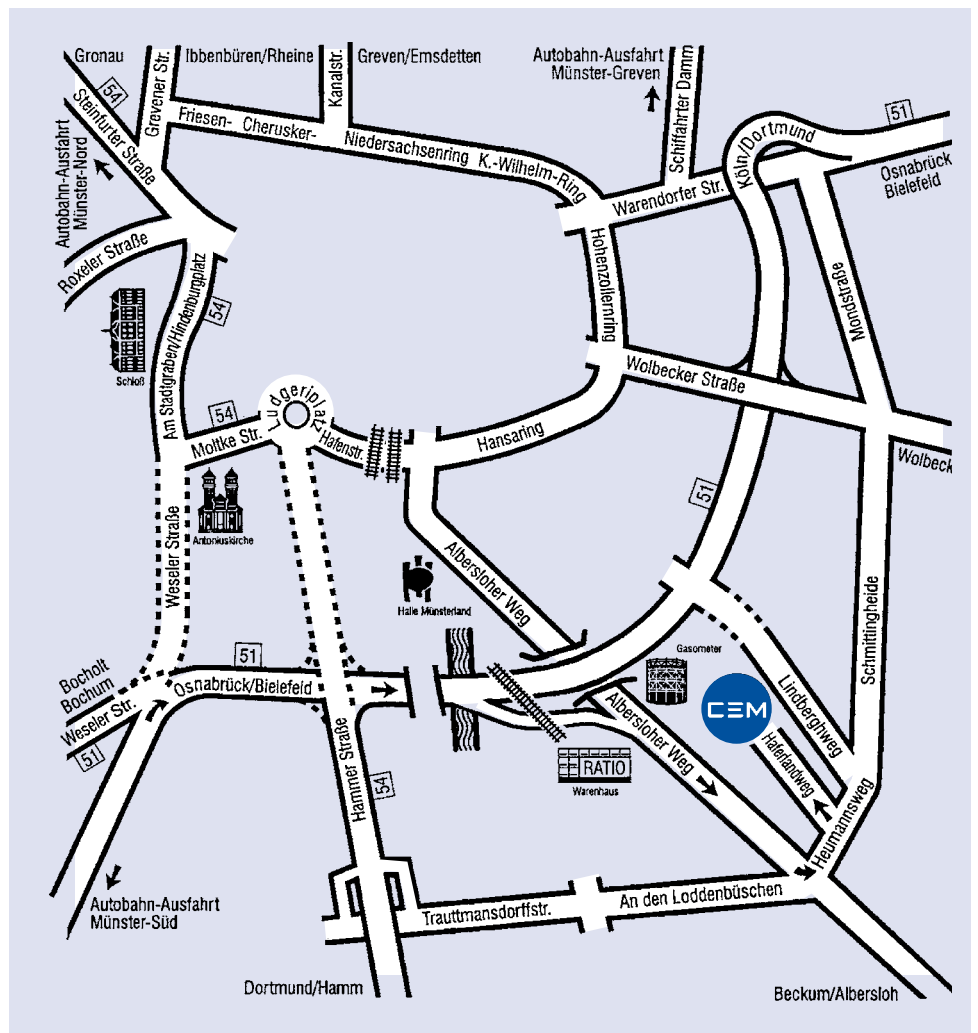 Gronau
Ibbenbüren/Rheine
Greven/Emsdetten
Autobahn-Ausfahrt
Münster-Greven
54
Steinfurter Straße
Grevener Str.
Kanalstr.
Schiffahrter Damm
Köln/Dortmund
51
Osnabrück
Bielefeld
Friesen- Cherusker-
Niedersachsenring K.-Wilhelm-Ring
Warendorfer Str.
Autobahn-Ausfahrt
Münster-Nord
Roxeler Straße
Am Stadtgraben/Hindenburgplatz
54
Hohenzollernring
Mondstraße
Schloß
Wolbecker Straße
Ludgeriplatz
54
Moltke Str.
Hafenstr.
Hansaring
Wolbeck
51
Antoniuskirche
Weseler Straße
Albersloher Weg
Halle Münsterland
Schmittingheide
Gasometer
Bocholt
Bochum
51
Osnabrück/Bielefeld
Weseler Str.
51
CEM
Lindberghweg
Haferlandweg
Albersloher Weg
Hammer Straße
54
RATIO
Warenhaus
Heumannsweg
Autobahn-Ausfahrt
Münster-Süd
Trauttmansdorffstr.
An den Loddenbüschen
Dortmund/Hamm
Beckum/Albersloh